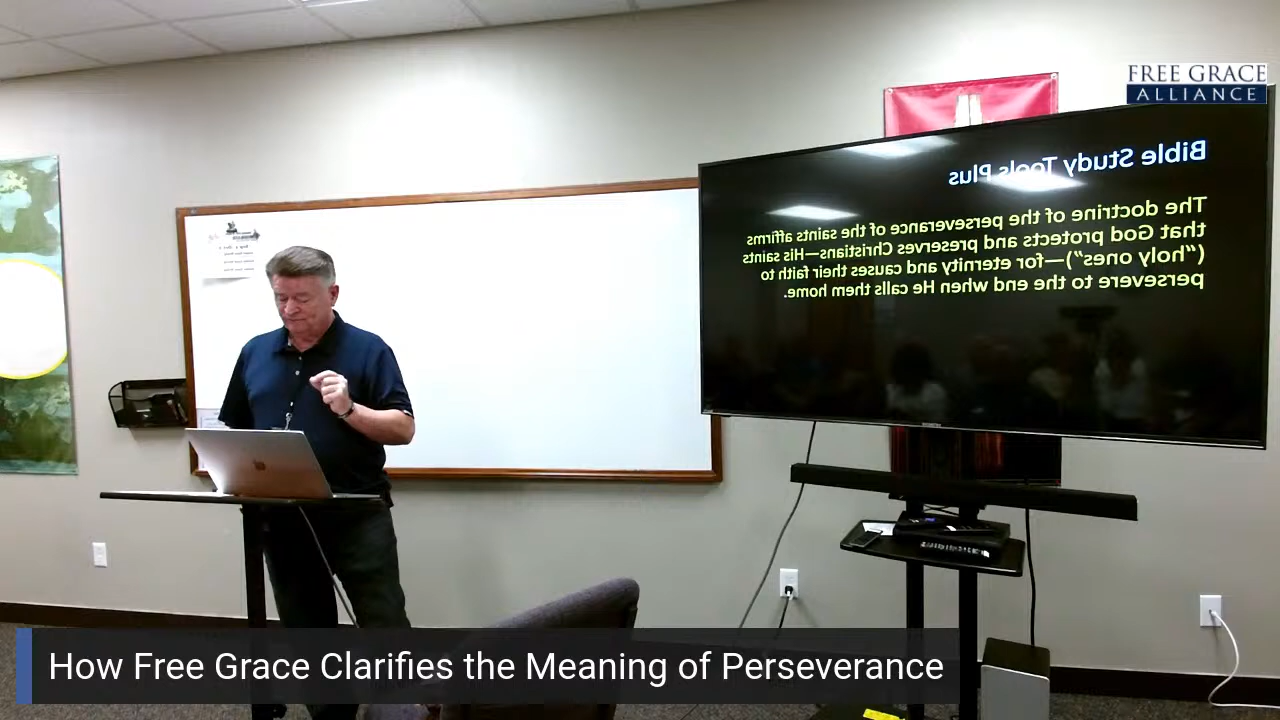 FREE GRACE
ALLIANCE
Bible Study Tools Plus
The doctrine of the perseverance of the saints affirms
that God protects and preserves Christians—His saints
("holy ones")—for eternity and causes their faith to
persevere to the end when He calls them home.
How Free Grace Clarifies the Meaning of Perseverance